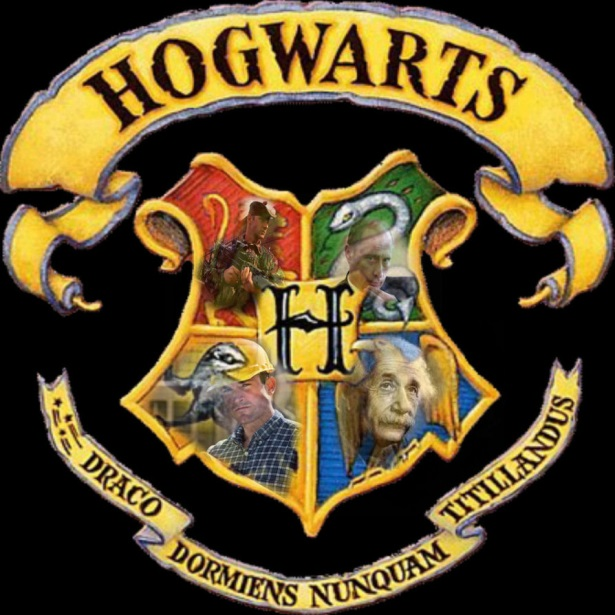 HOGWARTS
H
DRACO
DORMIENS NUNQUAM
TITILLANDUS